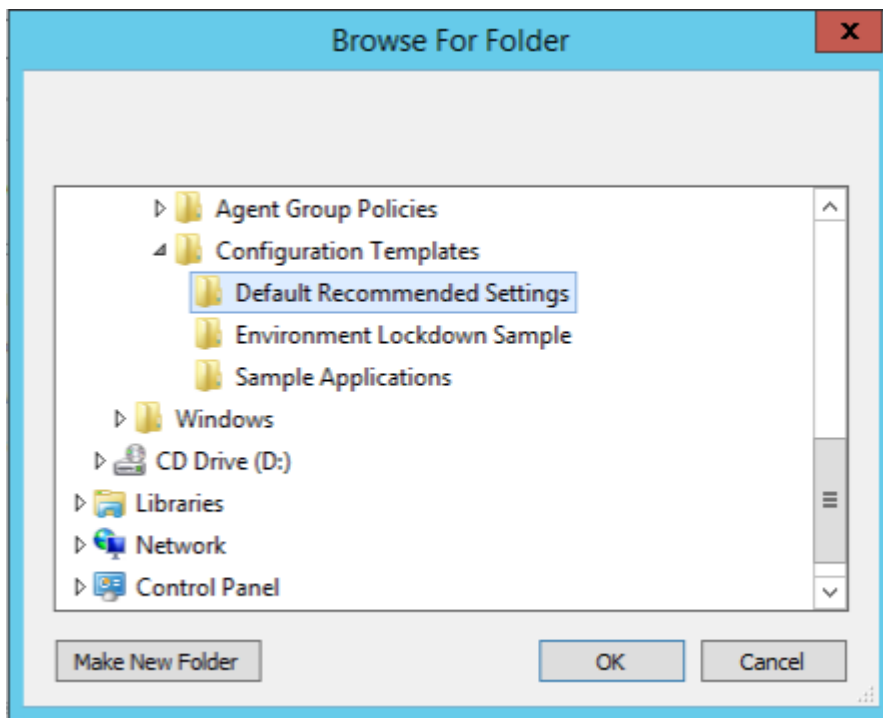 Browse For Folder
x
Agent Group Policies
Configuration Templates
Default Recommended Settings
Environment Lockdown Sample
Sample Applications
Windows
CD Drive (D:)
Libraries
Network
Control Panel
Make New Folder OK Cancel